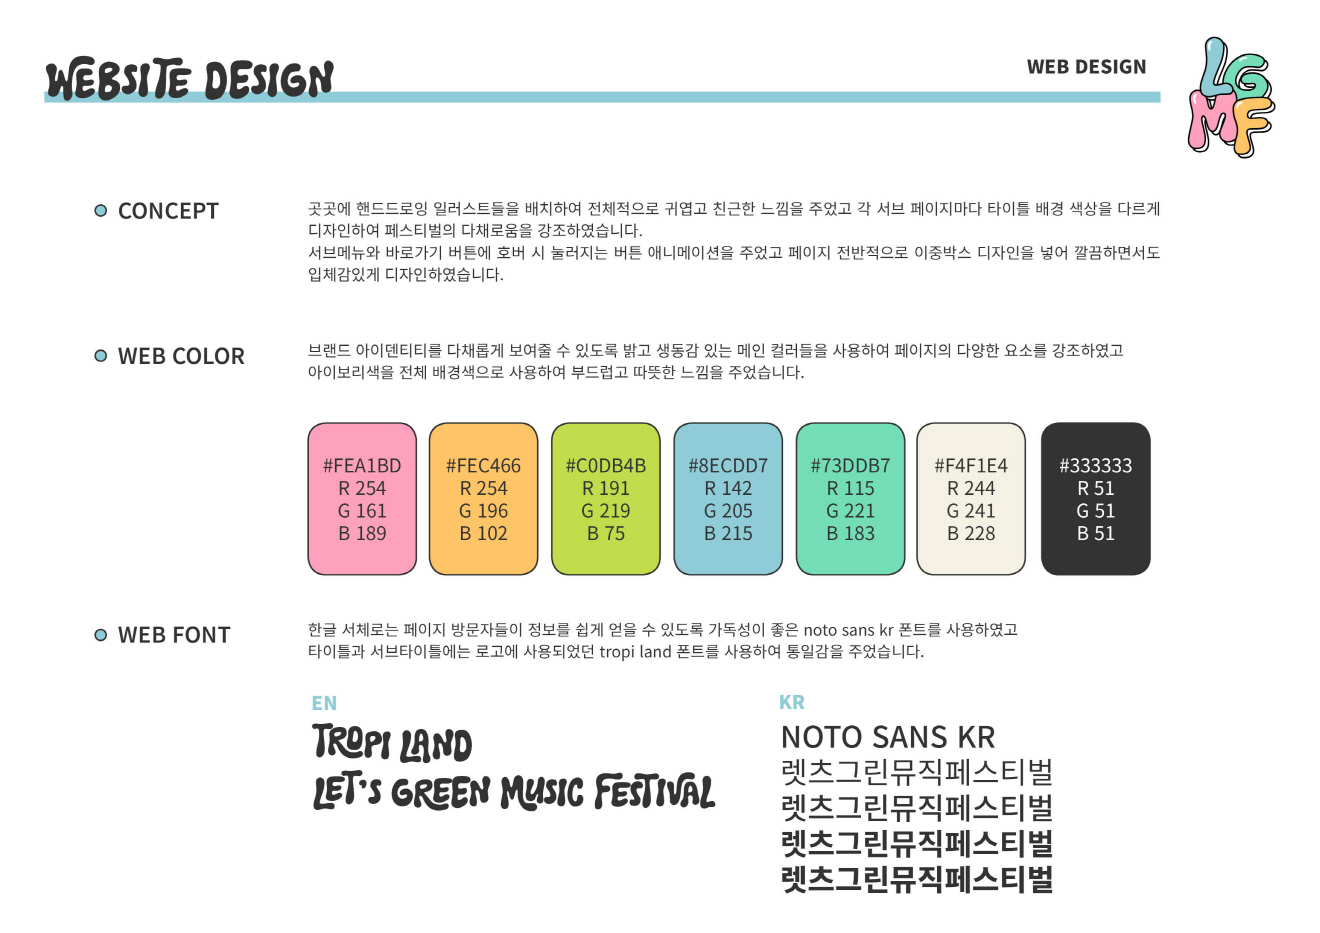 WEBSITE DESIGN
WEB DESIGN
LG
MF
CONCEPT
곳곳에 핸드드로잉 일러스트들을 배치하여 전체적으로 귀엽고 친근한 느낌을 주었고 각 서브 페이지마다 타이틀 배경 색상을 다르게
디자인하여 페스티벌의 다채로움을 강조하였습니다.
서브메뉴와 바로가기 버튼에 호버 시 눌러지는 버튼 애니메이션을 주었고 페이지 전반적으로 이중박스 디자인을 넣어 깔끔하면서도
입체감있게 디자인하였습니다.
WEB COLOR
브랜드 아이덴티티를 다채롭게 보여줄 수 있도록 밝고 생동감 있는 메인 컬러들을 사용하여 페이지의 다양한 요소를 강조하였고
아이보리색을 전체 배경색으로 사용하여 부드럽고 따뜻한 느낌을 주었습니다.
#FEA1BD
R 254
G 161
B 189
#FEC466
R 254
G 196
B 102
#C0DB4B
R 191
G 219
B 75
#8ECDD7
R 142
G 205
B 215
#73DDB7
R 115
G 221
B 183
#F4F1E4
R 244
G 241
B 228
#333333
R 51
G 51
B 51
WEB FONT
한글 서체로는 페이지 방문자들이 정보를 쉽게 얻을 수 있도록 가독성이 좋은 noto sans kr 폰트를 사용하였고
타이틀과 서브타이틀에는 로고에 사용되었던 tropi land 폰트를 사용하여 통일감을 주었습니다.
EN
TROPI LAND
LET'S GREEN MUSIC FESTIVAL
KR
NOTO SANS KR
렛츠그린뮤직페스티벌
렛츠그린뮤직페스티벌
렛츠그린뮤직페스티벌
렛츠그린뮤직페스티벌